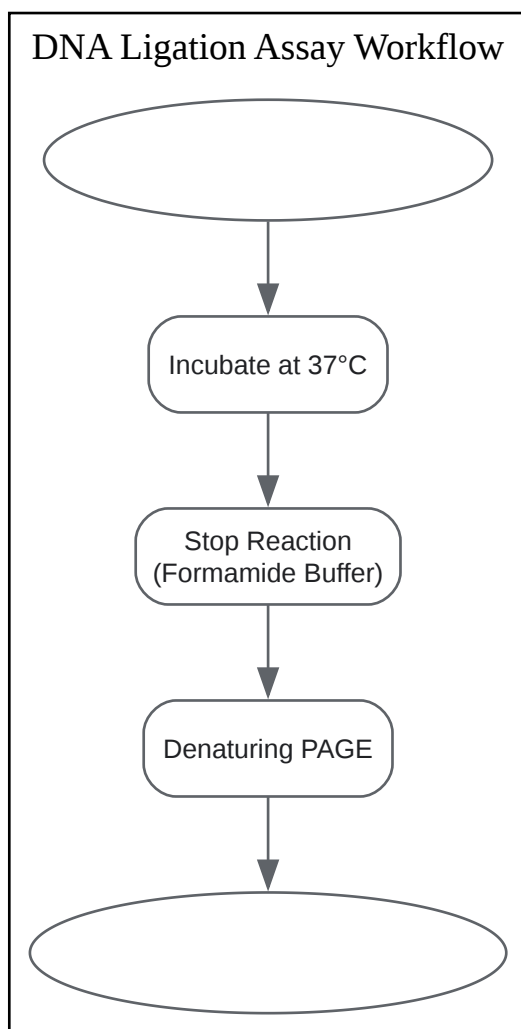 DNA Ligation Assay Workflow
Incubate at 37°C
Stop Reaction
(Formamide Buffer)
Denaturing PAGE